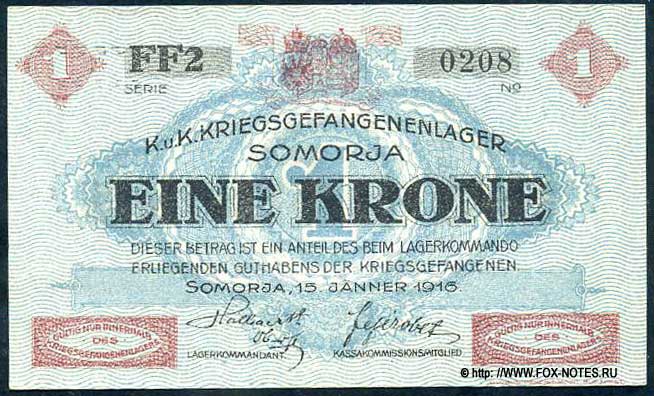 1 FF2 0208 1
SERIE No
K.u.K. KRIEGSGEFANGENENLAGER
SOMORJA
EINE KRONE
DIESER BETRAG IST EIN ANTEIL DES BEIM LAGERKOMMANDO
ERLIEGENDEN GUTHABENS DER KRIEGSGEFANGENEN.
SOMORJA, 15. JÄNNER 1916
GÜLTIG NUR INNERHALB
DES
KRIEGSGEFANGENENLAGERS
LAGERKOMMANDANT. KASSAKOMMISSIONSMITGLIED
GÜLTIG NUR INNERHALB
DES
KRIEGSGEFANGENENLAGERS
© http://www.FOX-NOTES.RU